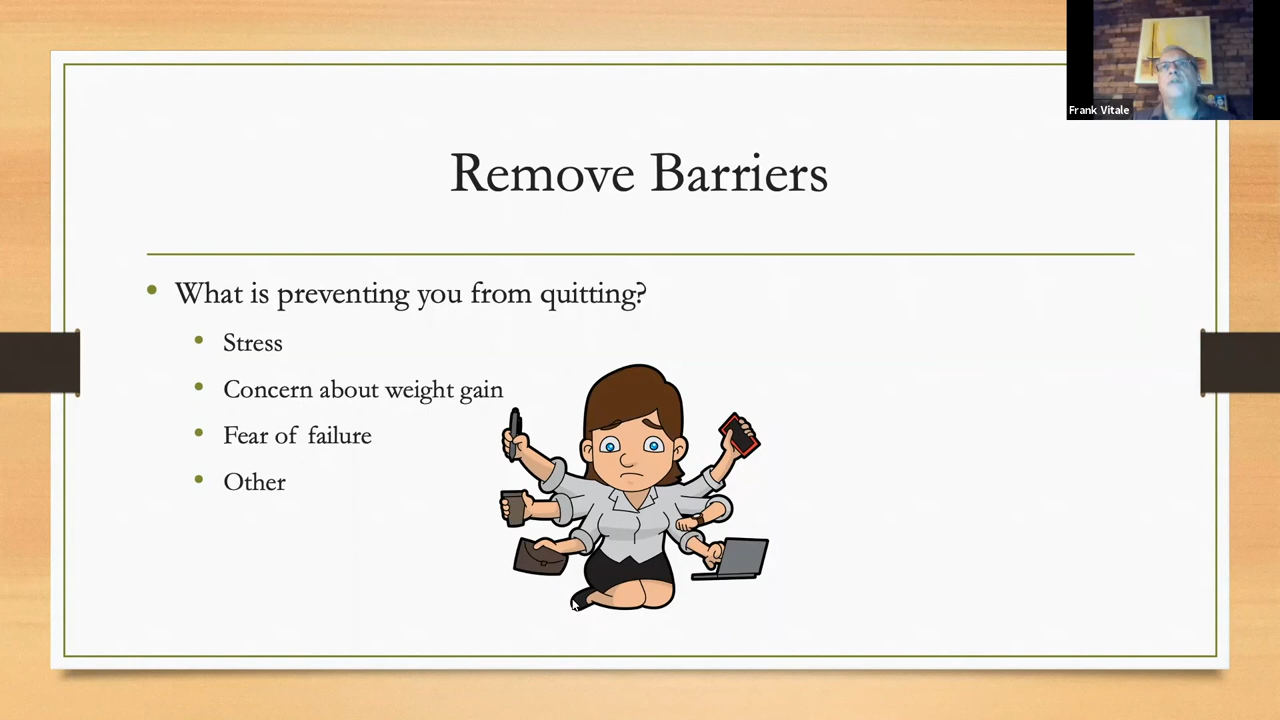 Frank Vitale
Remove Barriers
What is preventing you from quitting?
Stress
Concern about weight gain
Fear of failure
Other